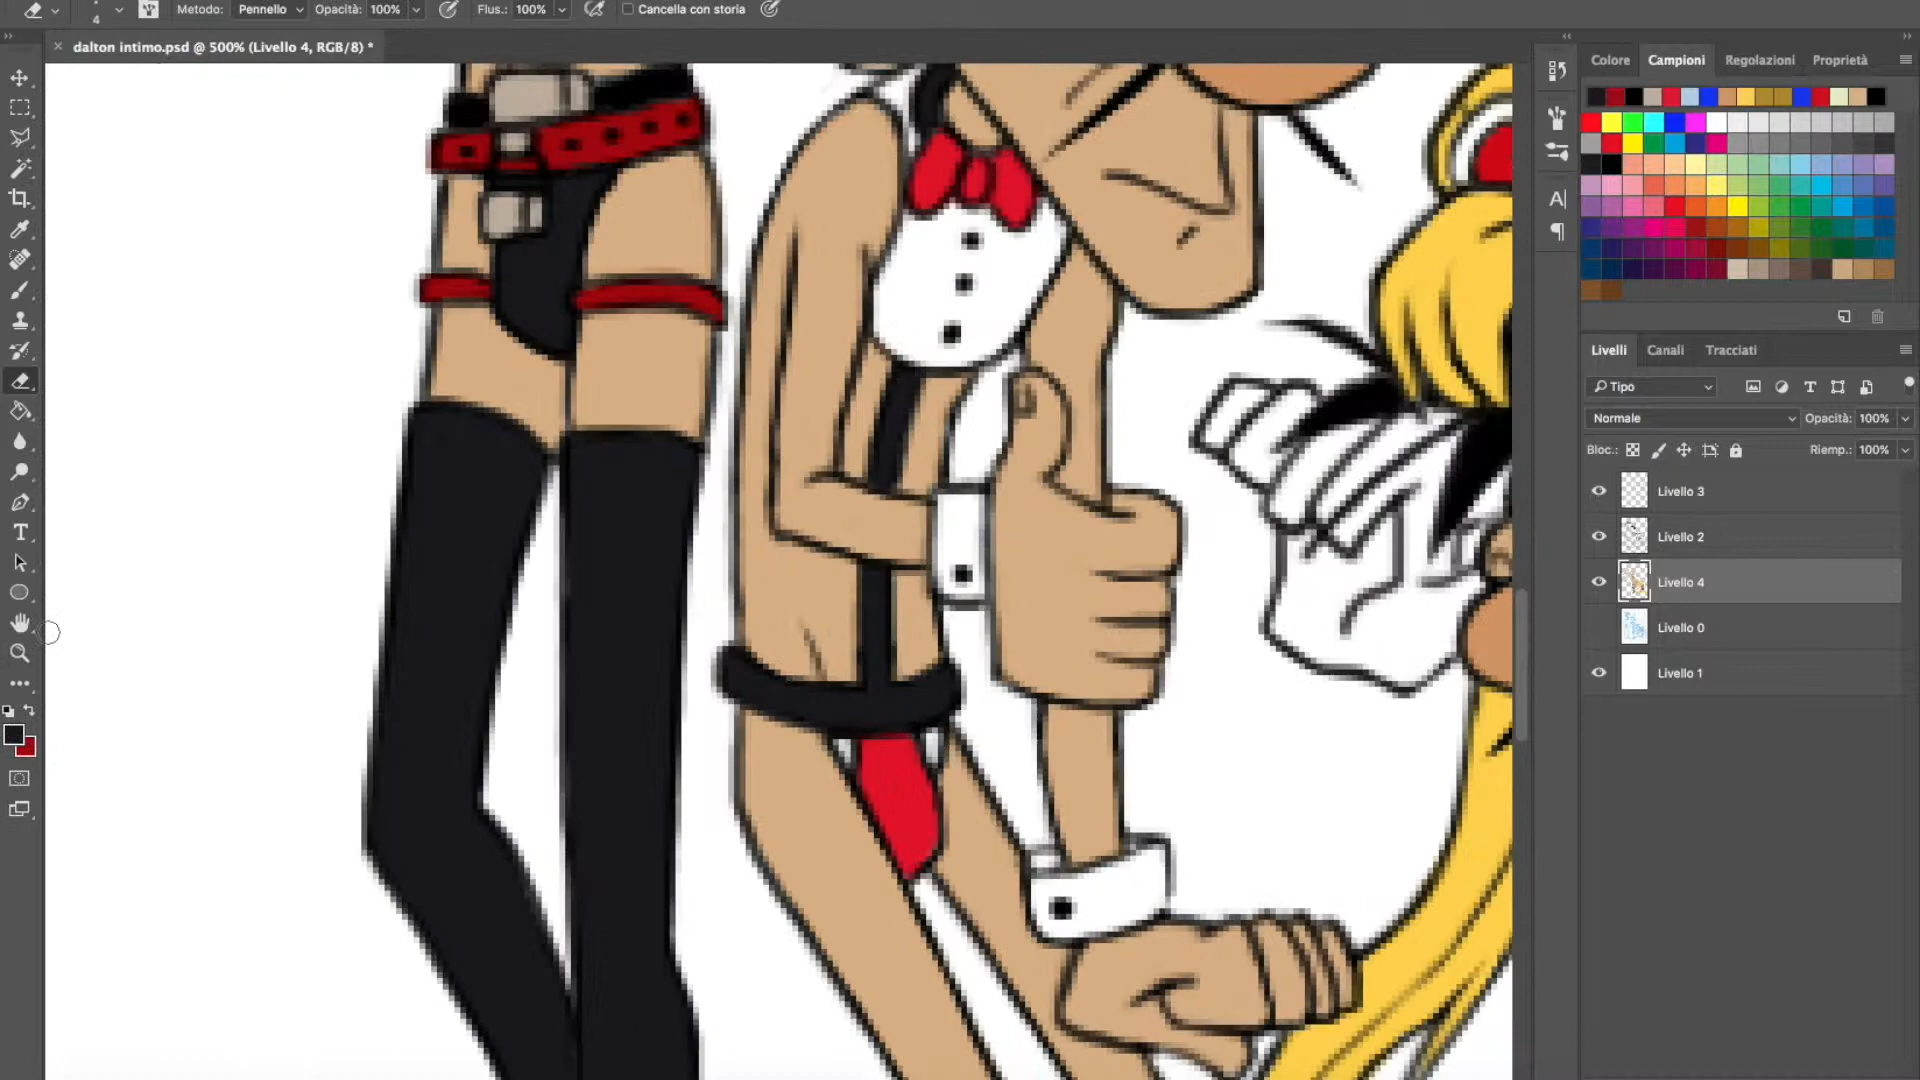 4
Metodo: Pennello Opacità: 100% Flus.: 100% Cancella con storia
dalton intimo.psd @ 500% (Livello 4, RGB/8) *
Colore Campioni Regolazioni Proprietà
Livelli Canali Tracciati
Tipo
Normale Opacità: 100%
Bloc.: Riemp.: 100%
Livello 3
Livello 2
Livello 4
Livello 0
Livello 1